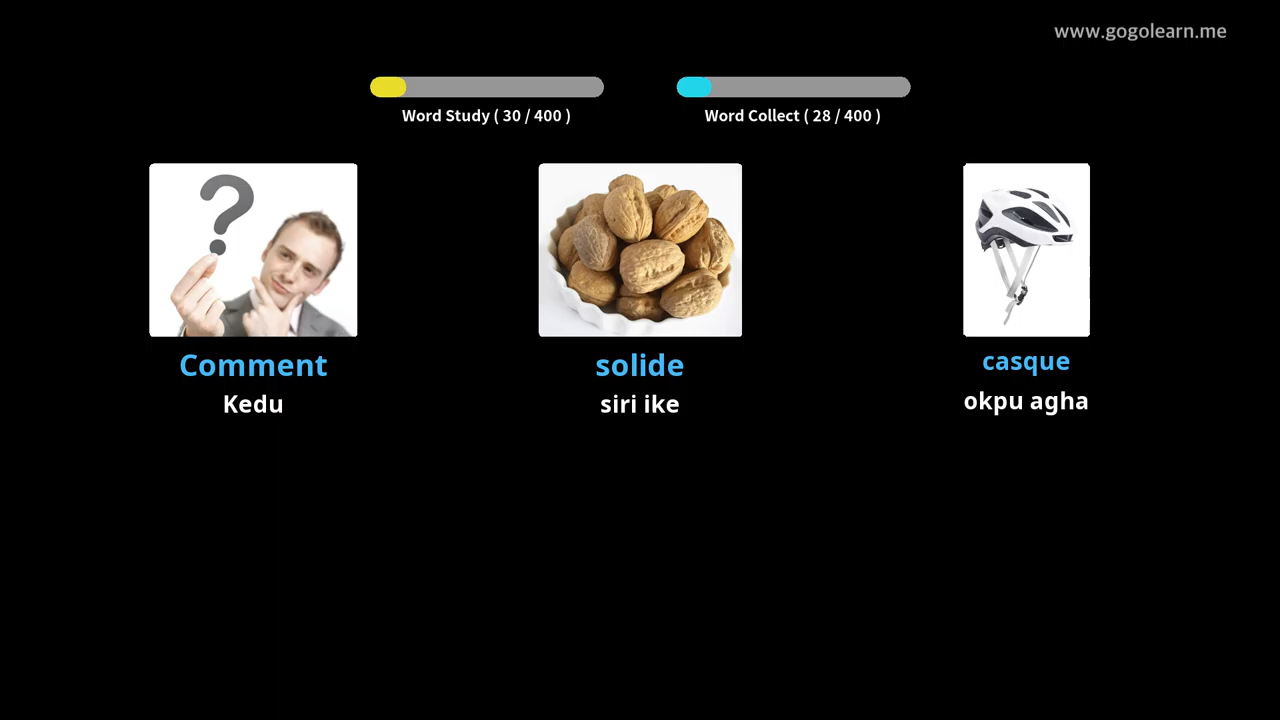 www.gogolearn.me
Word Study ( 30 / 400 )
Word Collect ( 28 / 400 )
Comment
Kedu
solide
siri ike
casque
okpu agha